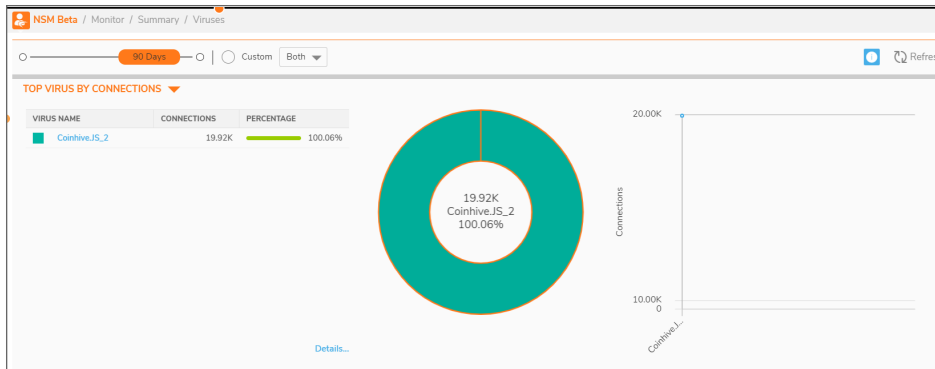 NSM Beta / Monitor / Summary / Viruses
90 Days Custom Both Refres
TOP VIRUS BY CONNECTIONS
VIRUS NAME CONNECTIONS PERCENTAGE
Coinhive.JS_2 19.92K 100.06%
Details...
19.92K
Coinhive.JS_2
100.06%
20.00K
Connections
10.00K
0
Coinhive.J...